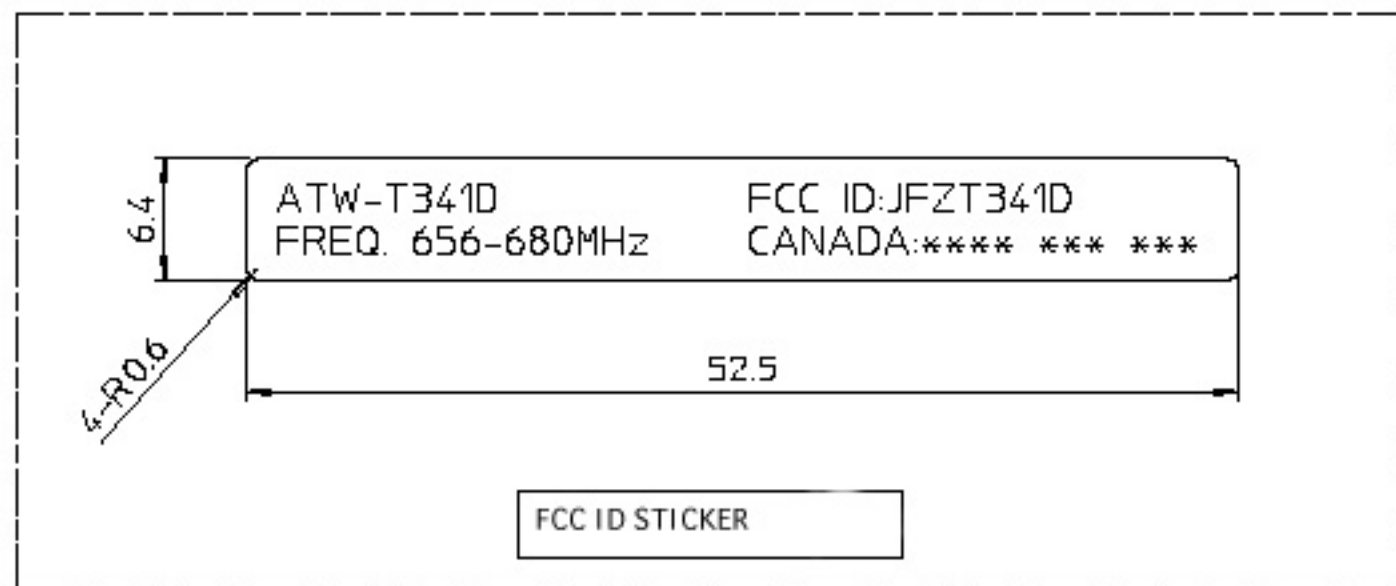 ATW-T341D FCC ID:JFZT341D
FREQ. 656-680MHz CANADA:**** *** ***
6.4
4-R0.6
52.5
FCC ID STICKER